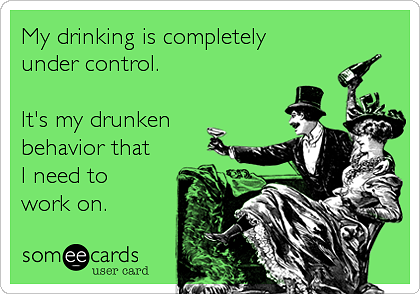 My drinking is completely
under control.
It's my drunken
behavior that
I need to
work on.
someecards
user card